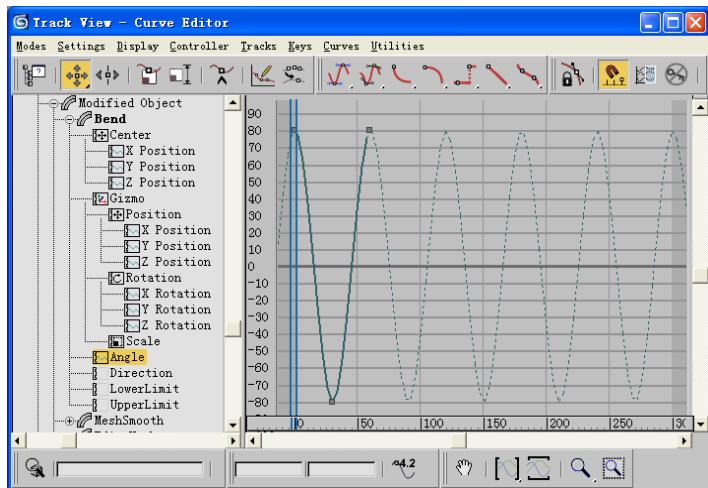 Track View - Curve Editor
Modes Settings Display Controller Tracks Keys Curves Utilities
Modified Object
Bend
Center
X Position
Y Position
Z Position
Gizmo
Position
X Position
Y Position
Z Position
Rotation
X Rotation
Y Rotation
Z Rotation
Scale
Angle
Direction
LowerLimit
UpperLimit
MeshSmooth
90
80
70
60
50
40
30
20
10
0
-10
-20
-30
-40
-50
-60
-70
-80
0 50 100 150 200 250
4.2